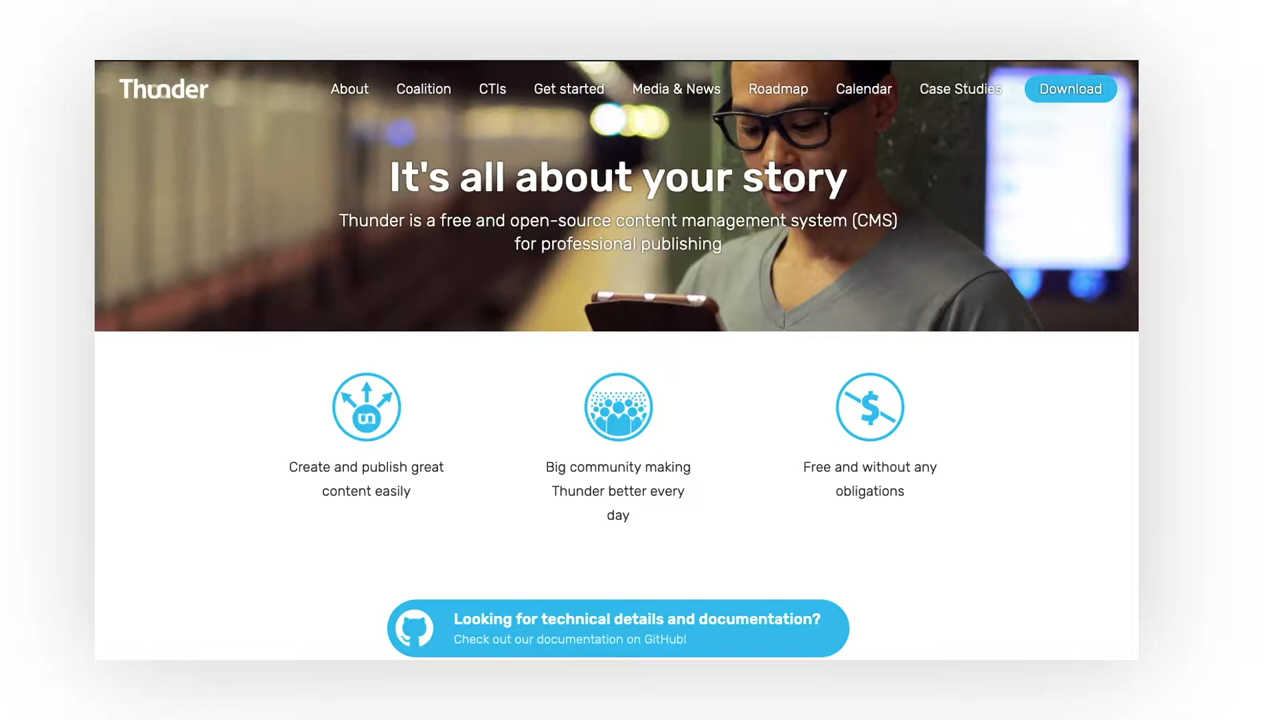 Thunder
About Coalition CTIs Get started Media & News Roadmap Calendar Case Studies Download
It's all about your story
Thunder is a free and open-source content management system (CMS)
for professional publishing
Create and publish great
content easily
Big community making
Thunder better every
day
Free and without any
obligations
Looking for technical details and documentation?
Check out our documentation on GitHub!